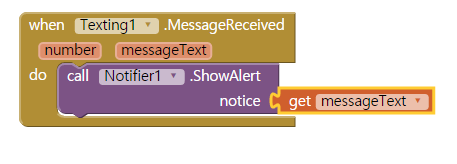 when Texting1 .MessageReceived
number messageText
do call Notifier1 .ShowAlert
notice get messageText